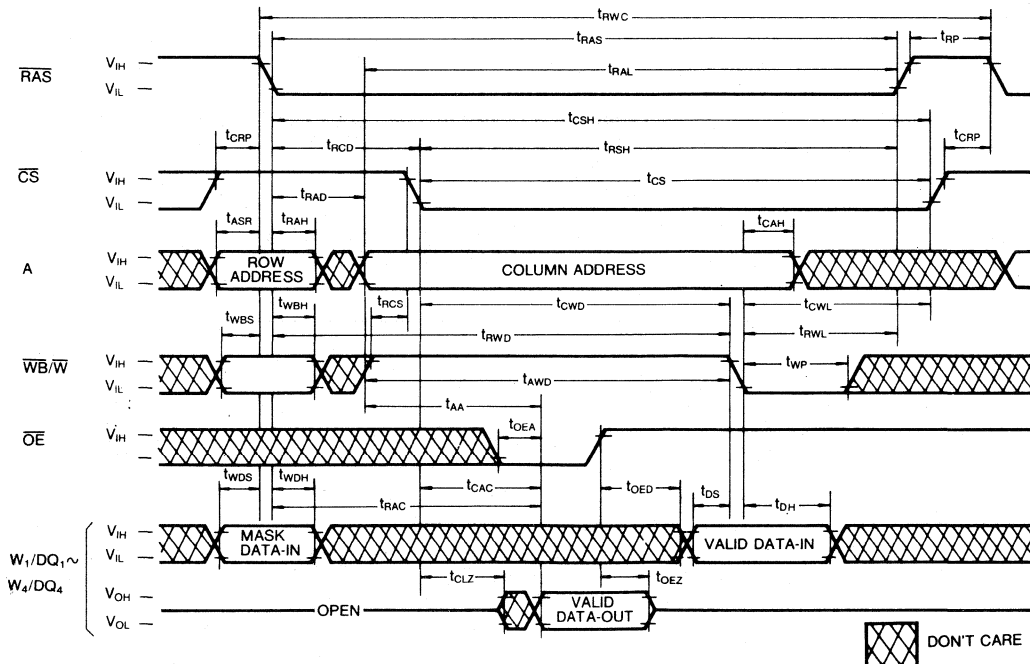 tRWC
tRAS
tRP
RAS
VIH
VIL
tRAL
tCSH
tCRP
tRCD
tRSH
tCRP
CS
VIH
VIL
tRAD
tCS
tASR
tRAH
tCAH
A
VIH
VIL
ROW ADDRESS
COLUMN ADDRESS
tWBS
tWBH
tRCS
tCWD
tCWL
tRWD
tRWL
WB/W
VIH
VIL
tWP
tAWD
tAA
tOEA
OE
VIH
tWDS
tWDH
tCAC
tOED
tDS
tDH
tRAC
VIH
VIL
MASK DATA-IN
VALID DATA-IN
W1/DQ1~
W4/DQ4
tCLZ
tOEZ
VOH
VOL
OPEN
VALID DATA-OUT
DON'T CARE